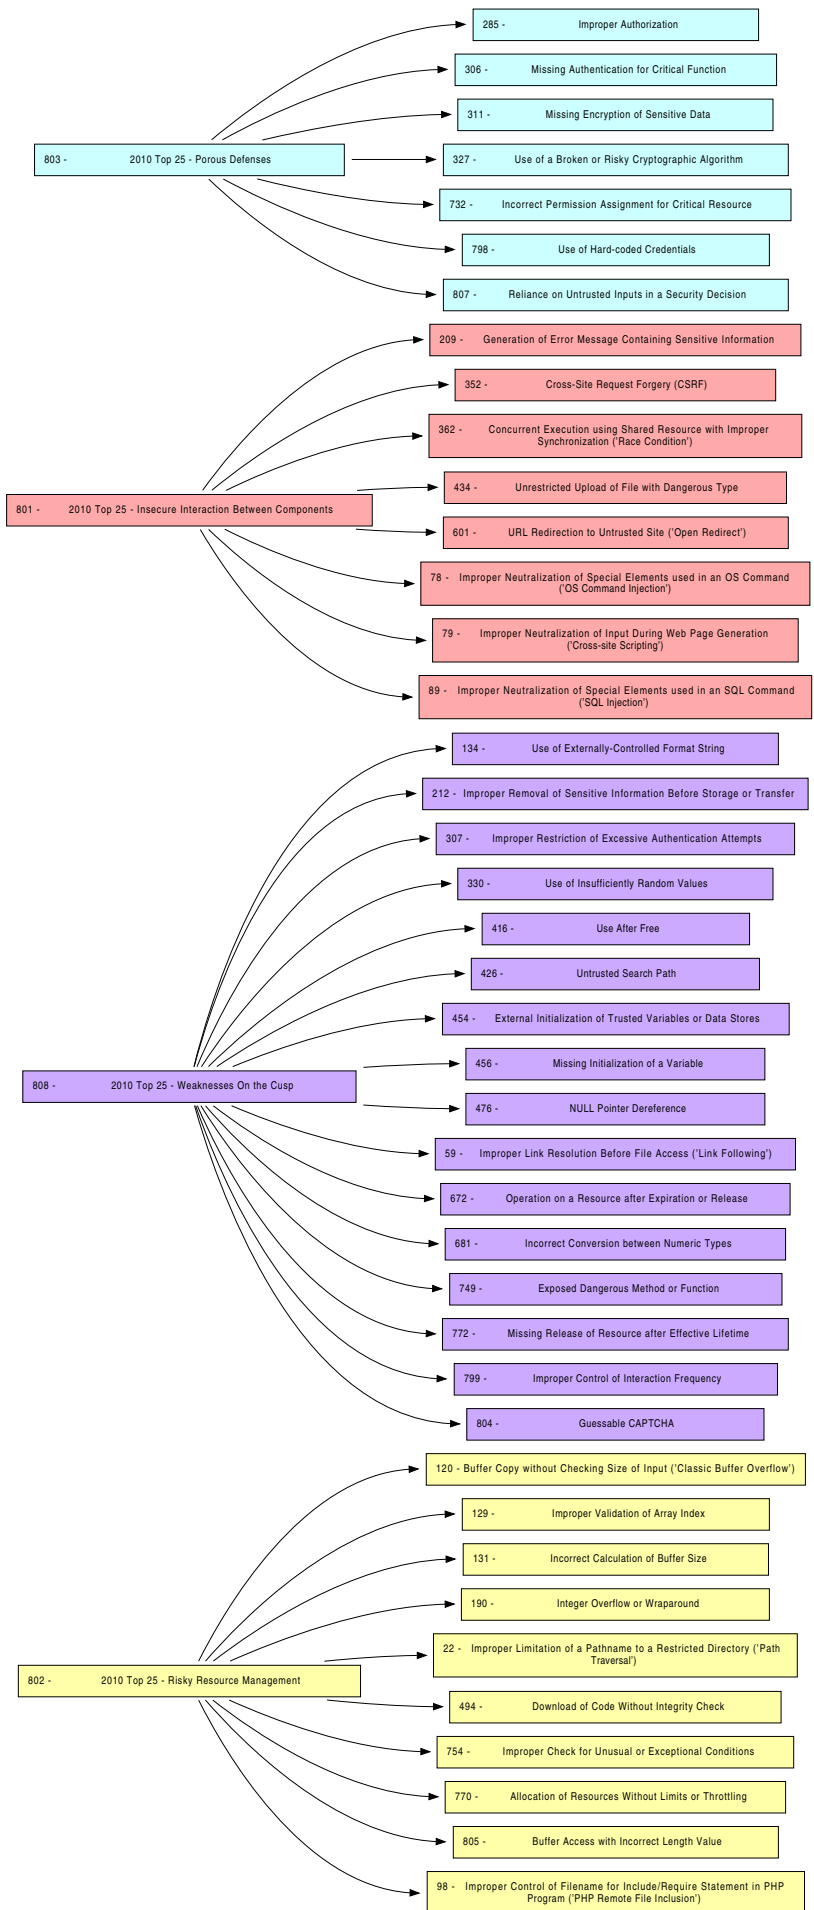 285 - Improper Authorization
306 - Missing Authentication for Critical Function
311 - Missing Encryption of Sensitive Data
803 - 2010 Top 25 - Porous Defenses
327 - Use of a Broken or Risky Cryptographic Algorithm
732 - Incorrect Permission Assignment for Critical Resource
798 - Use of Hard-coded Credentials
807 - Reliance on Untrusted Inputs in a Security Decision
209 - Generation of Error Message Containing Sensitive Information
352 - Cross-Site Request Forgery (CSRF)
362 - Concurrent Execution using Shared Resource with Improper
Synchronization ('Race Condition')
434 - Unrestricted Upload of File with Dangerous Type
801 - 2010 Top 25 - Insecure Interaction Between Components
601 - URL Redirection to Untrusted Site ('Open Redirect')
78 - Improper Neutralization of Special Elements used in an OS Command
('OS Command Injection')
79 - Improper Neutralization of Input During Web Page Generation
('Cross-site Scripting')
89 - Improper Neutralization of Special Elements used in an SQL Command
('SQL Injection')
134 - Use of Externally-Controlled Format String
212 - Improper Removal of Sensitive Information Before Storage or Transfer
307 - Improper Restriction of Excessive Authentication Attempts
330 - Use of Insufficiently Random Values
416 - Use After Free
426 - Untrusted Search Path
454 - External Initialization of Trusted Variables or Data Stores
456 - Missing Initialization of a Variable
808 - 2010 Top 25 - Weaknesses On the Cusp
476 - NULL Pointer Dereference
59 - Improper Link Resolution Before File Access ('Link Following')
672 - Operation on a Resource after Expiration or Release
681 - Incorrect Conversion between Numeric Types
749 - Exposed Dangerous Method or Function
772 - Missing Release of Resource after Effective Lifetime
799 - Improper Control of Interaction Frequency
804 - Guessable CAPTCHA
120 - Buffer Copy without Checking Size of Input ('Classic Buffer Overflow')
129 - Improper Validation of Array Index
131 - Incorrect Calculation of Buffer Size
190 - Integer Overflow or Wraparound
22 - Improper Limitation of a Pathname to a Restricted Directory ('Path
Traversal')
802 - 2010 Top 25 - Risky Resource Management
494 - Download of Code Without Integrity Check
754 - Improper Check for Unusual or Exceptional Conditions
770 - Allocation of Resources Without Limits or Throttling
805 - Buffer Access with Incorrect Length Value
98 - Improper Control of Filename for Include/Require Statement in PHP
Program ('PHP Remote File Inclusion')